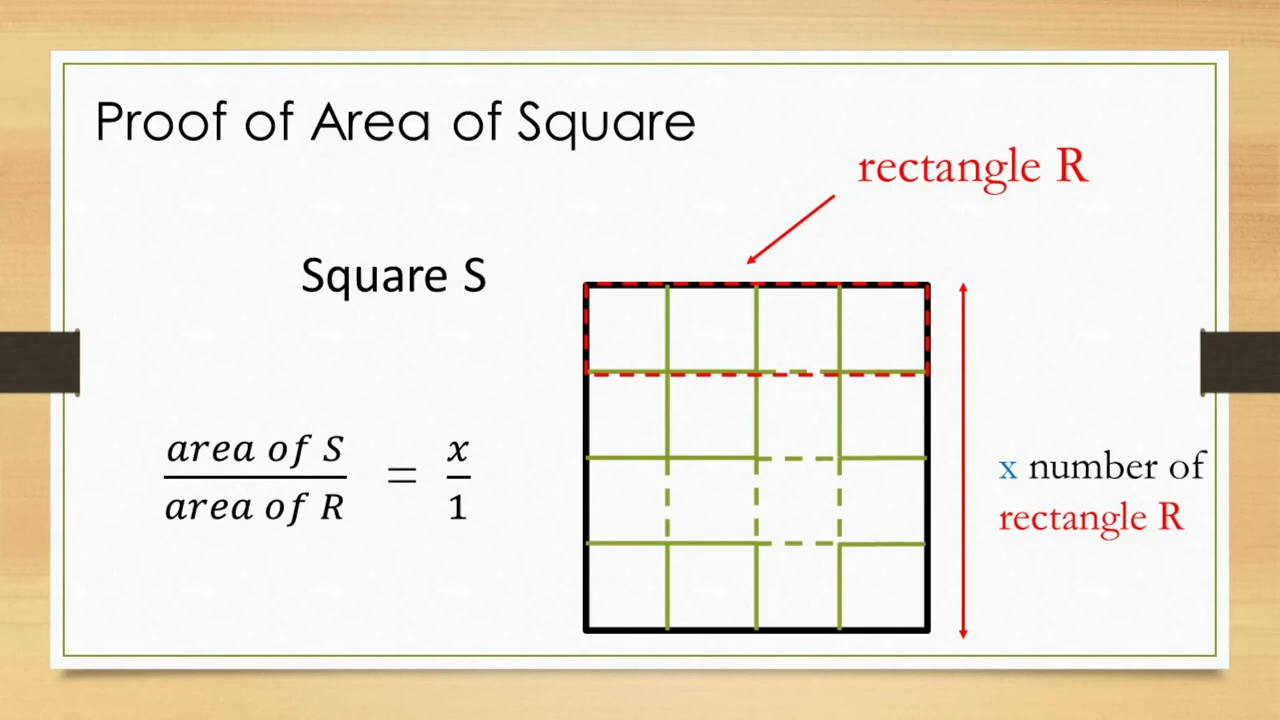 Proof of Area of Square
rectangle R
Square S
area of S
area of R
=
x
1
x number of
rectangle R